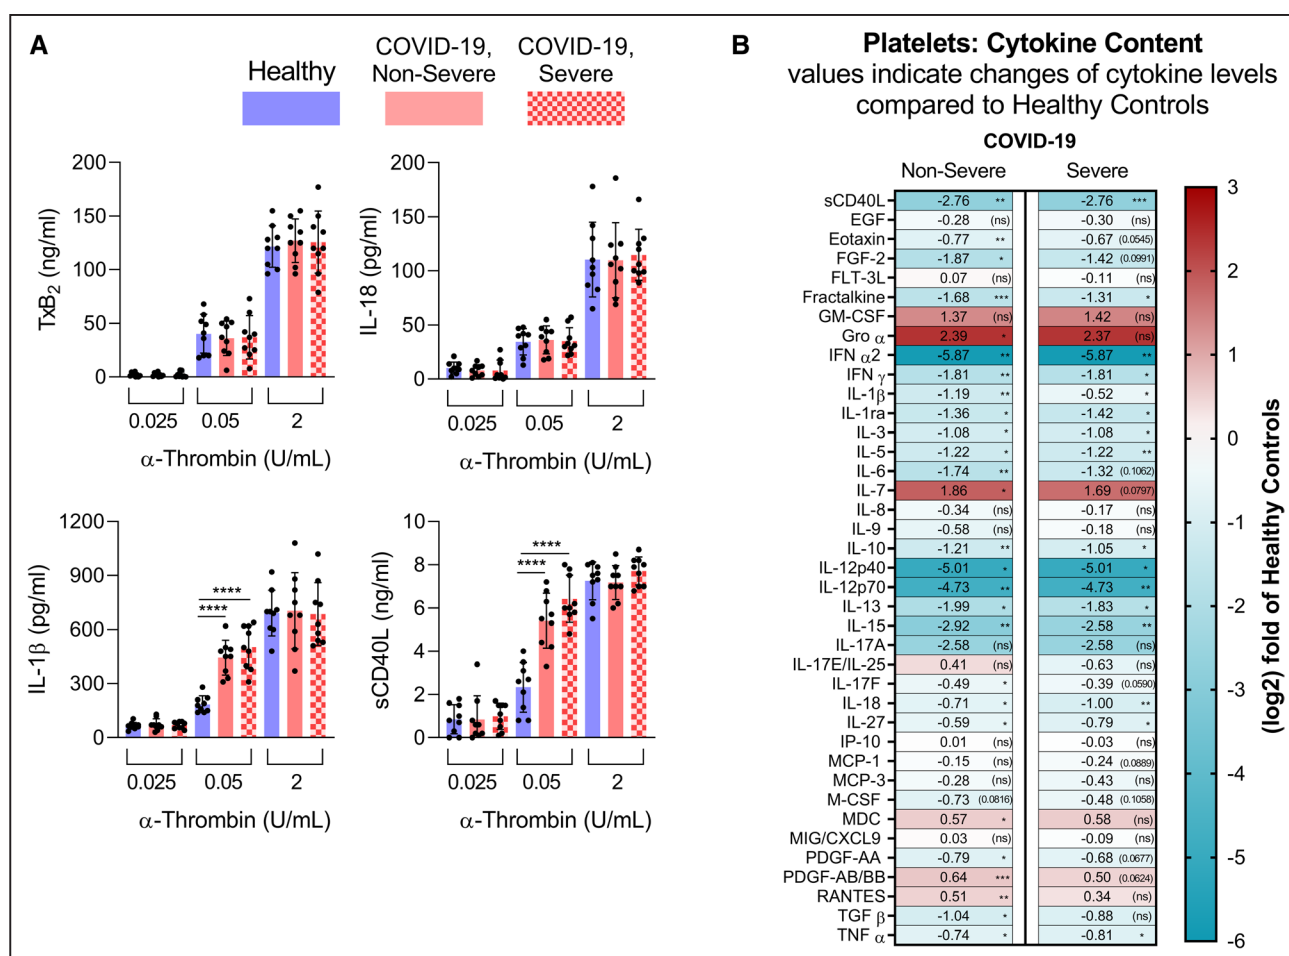 A
Healthy
COVID-19,
Non-Severe
COVID-19,
Severe
TxB2 (ng/ml)
200
150
100
50
0
0.025
0.05
2
α-Thrombin (U/mL)
IL-18 (pg/ml)
200
150
100
50
0
0.025
0.05
2
α-Thrombin (U/mL)
IL-1β (pg/ml)
1200
900
600
300
0
****
****
0.025
0.05
2
α-Thrombin (U/mL)
sCD40L (ng/ml)
10
8
6
4
2
0
****
****
0.025
0.05
2
α-Thrombin (U/mL)
B
Platelets: Cytokine Content
values indicate changes of cytokine levels
compared to Healthy Controls
COVID-19
Non-Severe Severe
sCD40L -2.76 ** -2.76 ***
EGF -0.28 (ns) -0.30 (ns)
Eotaxin -0.77 ** -0.67 (0.0545)
FGF-2 -1.87 * -1.42 (0.0991)
FLT-3L 0.07 (ns) -0.11 (ns)
Fractalkine -1.68 *** -1.31 *
GM-CSF 1.37 (ns) 1.42 (ns)
Gro α 2.39 * 2.37 (ns)
IFN α2 -5.87 ** -5.87 **
IFN γ -1.81 ** -1.81 *
IL-1β -1.19 ** -0.52 *
IL-1ra -1.36 * -1.42 *
IL-3 -1.08 * -1.08 *
IL-5 -1.22 * -1.22 **
IL-6 -1.74 ** -1.32 (0.1062)
IL-7 1.86 * 1.69 (0.0797)
IL-8 -0.34 (ns) -0.17 (ns)
IL-9 -0.58 (ns) -0.18 (ns)
IL-10 -1.21 ** -1.05 *
IL-12p40 -5.01 * -5.01 *
IL-12p70 -4.73 ** -4.73 **
IL-13 -1.99 * -1.83 *
IL-15 -2.92 ** -2.58 **
IL-17A -2.58 (ns) -2.58 (ns)
IL-17E/IL-25 0.41 (ns) -0.63 (ns)
IL-17F -0.49 * -0.39 (0.0590)
IL-18 -0.71 * -1.00 **
IL-27 -0.59 * -0.79 *
IP-10 0.01 (ns) -0.03 (ns)
MCP-1 -0.15 (ns) -0.24 (0.0889)
MCP-3 -0.28 (ns) -0.43 (ns)
M-CSF -0.73 (0.0816) -0.48 (0.1058)
MDC 0.57 * 0.58 (ns)
MIG/CXCL9 0.03 (ns) -0.09 (ns)
PDGF-AA -0.79 * -0.68 (0.0677)
PDGF-AB/BB 0.64 *** 0.50 (0.0624)
RANTES 0.51 ** 0.34 (ns)
TGF β -1.04 * -0.88 (ns)
TNF α -0.74 * -0.81 *
3
2
1
0
-1
-2
-3
-4
-5
-6
(log2) fold of Healthy Controls